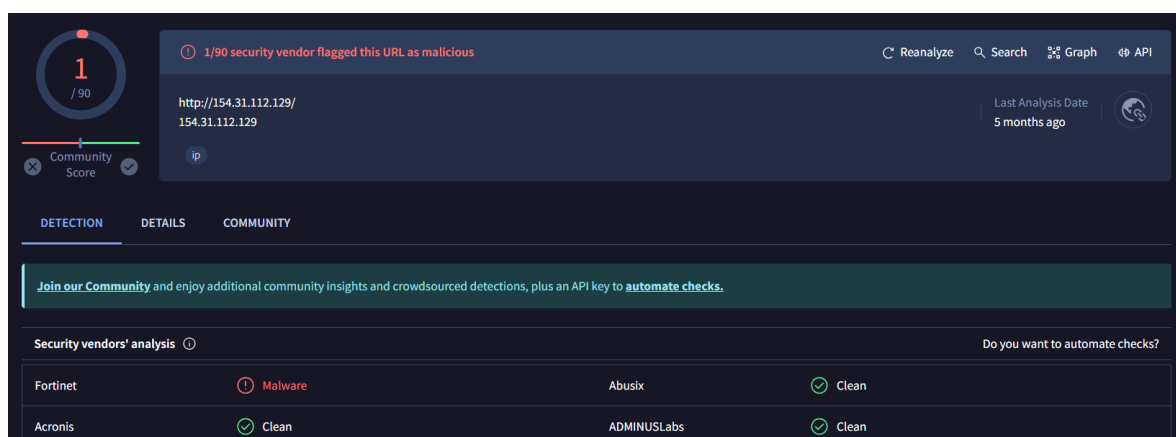 1
/ 90
Community
Score
1/90 security vendor flagged this URL as malicious
Reanalyze Search Graph API
http://154.31.112.129/
154.31.112.129
ip
Last Analysis Date
5 months ago
DETECTION DETAILS COMMUNITY
Join our Community and enjoy additional community insights and crowdsourced detections, plus an API key to automate checks.
Security vendors' analysis Do you want to automate checks?
Fortinet Malware Abusix Clean
Acronis Clean ADMINUSLabs Clean